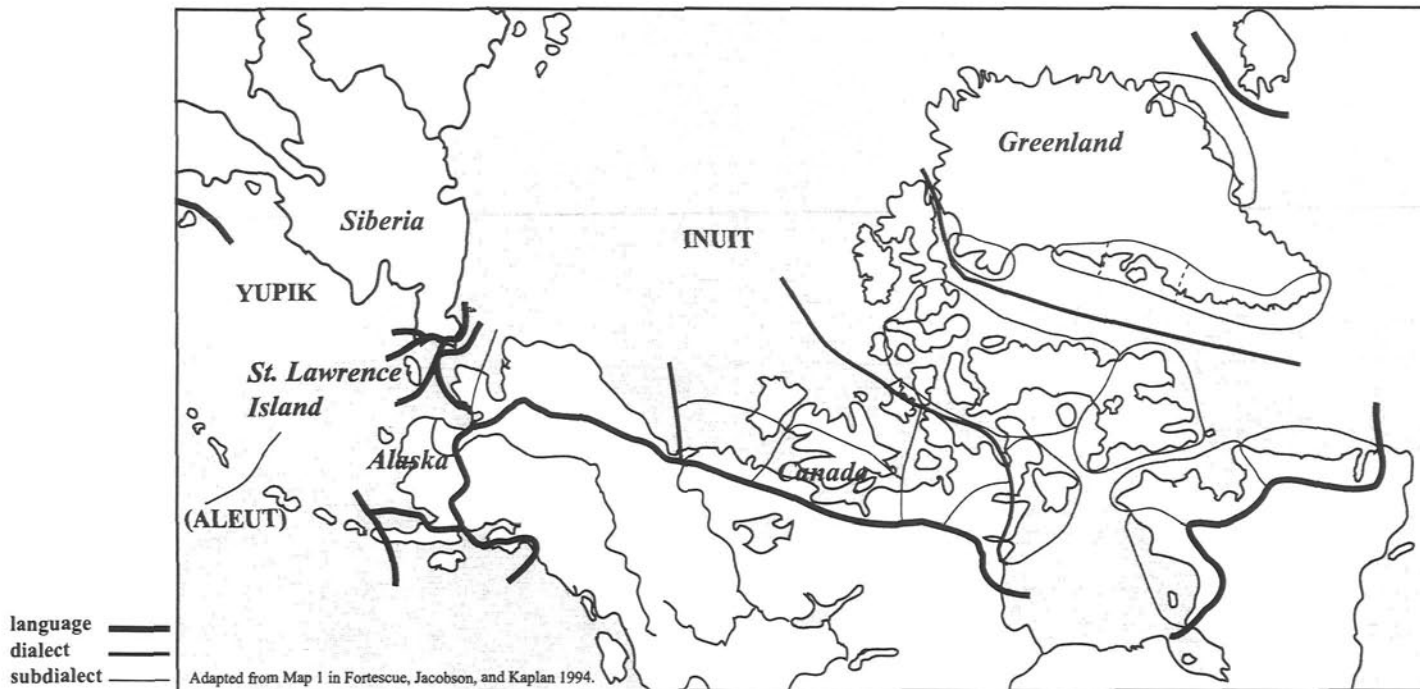 Greenland
Siberia
INUIT
YUPIK
St. Lawrence
Island
Alaska
Canada
(ALEUT)
language
dialect
subdialect
Adapted from Map 1 in Fortescue, Jacobson, and Kaplan 1994.